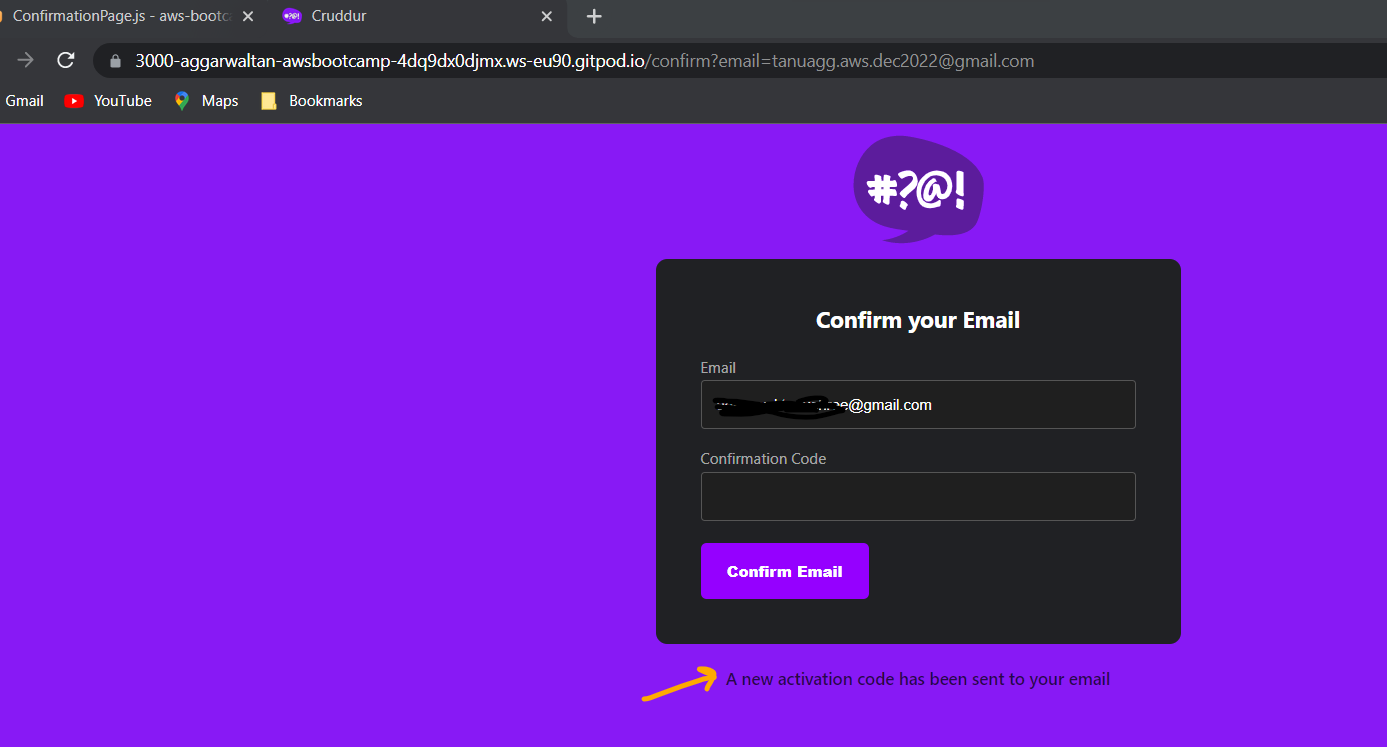 ConfirmationPage.js - aws-bootc
Cruddur
3000-aggarwaltan-awsbootcamp-4dq9dx0djmx.ws-eu90.gitpod.io/confirm?email=tanuagg.aws.dec2022@gmail.com
Gmail YouTube Maps Bookmarks
#?@!
Confirm your Email
Email
@gmail.com
Confirmation Code
Confirm Email
A new activation code has been sent to your email